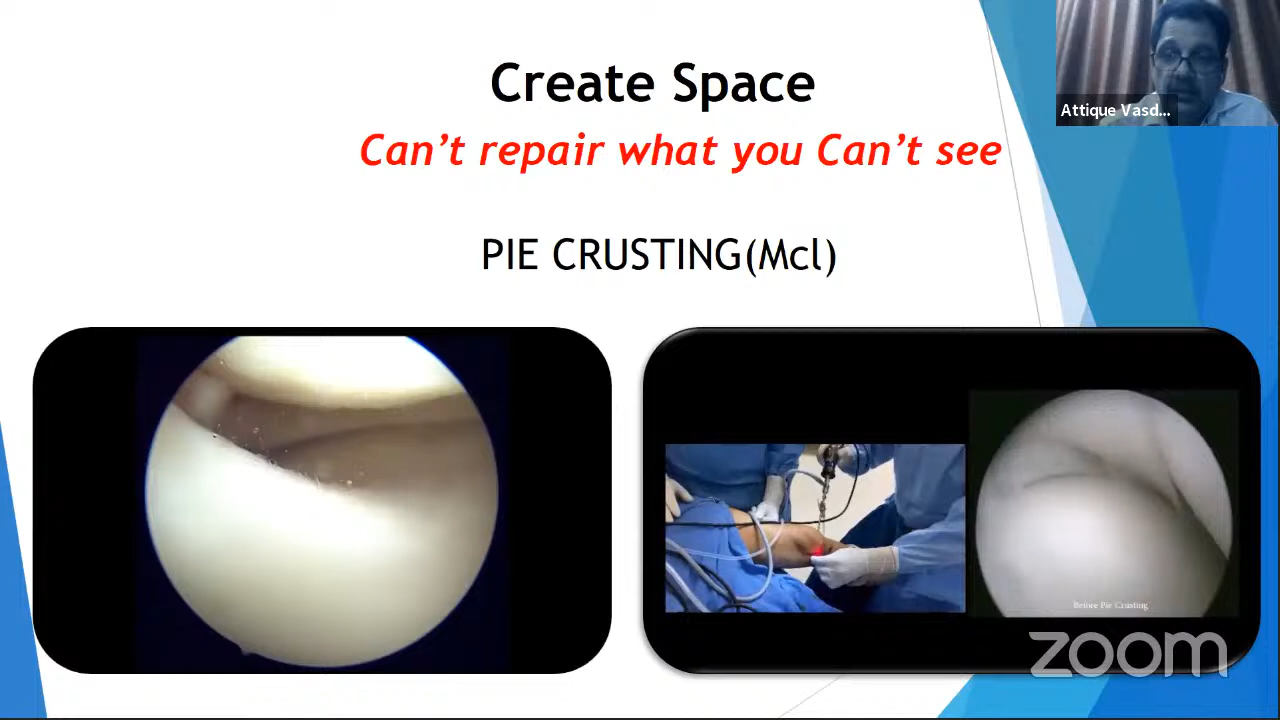 Create Space
Can't repair what you Can't see
PIE CRUSTING(Mcl)
Attique Vasd...
Before Pie Crusting
zoom